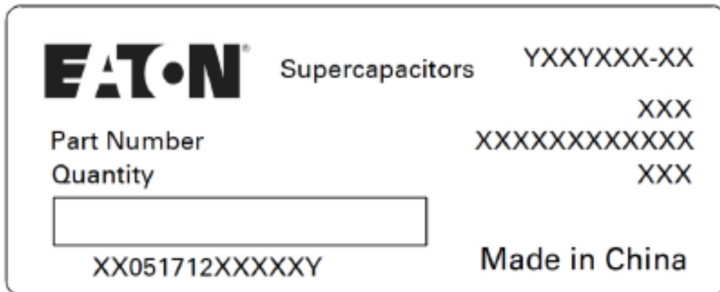 EATON® Supercapacitors YXXYXXX-XX
XXX
Part Number XXXXXXXXXXXX
Quantity XXX
XX051712XXXXXY
Made in China